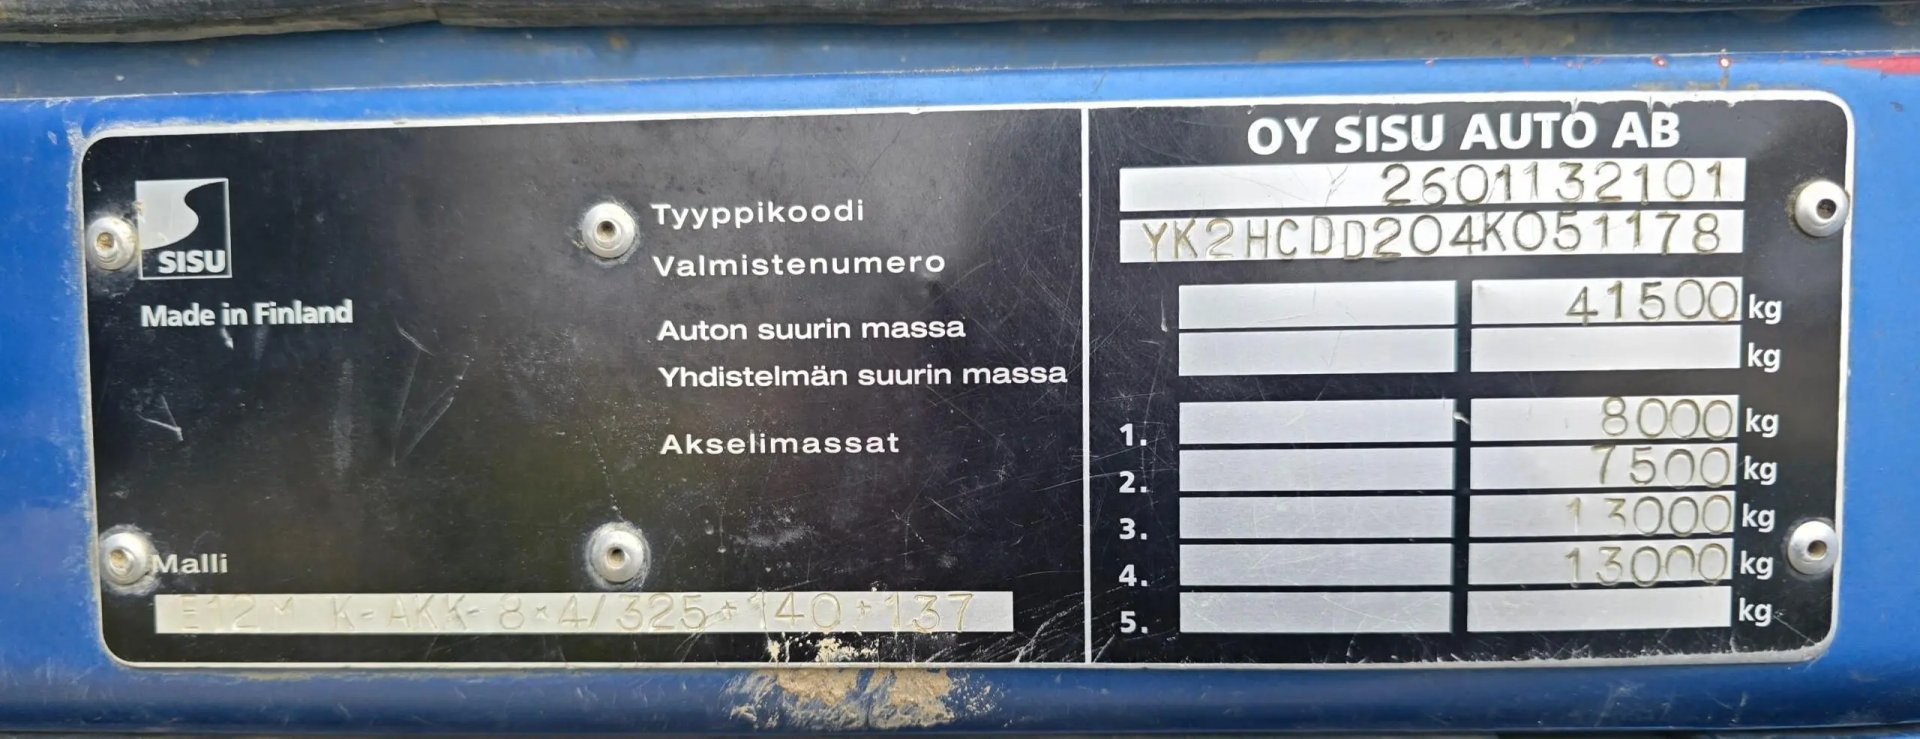 SISU
Made in Finland
OY SISU AUTO AB
Tyyppikoodi 2601132101
Valmistenumero YK2HCDD204K051178
Auton suurin massa 41500 kg
Yhdistelmän suurin massa kg
Akselimassat 1. 8000 kg
2. 7500 kg
3. 13000 kg
4. 13000 kg
5. kg
Malli
E12M K-AKK-8×4/325+140+137